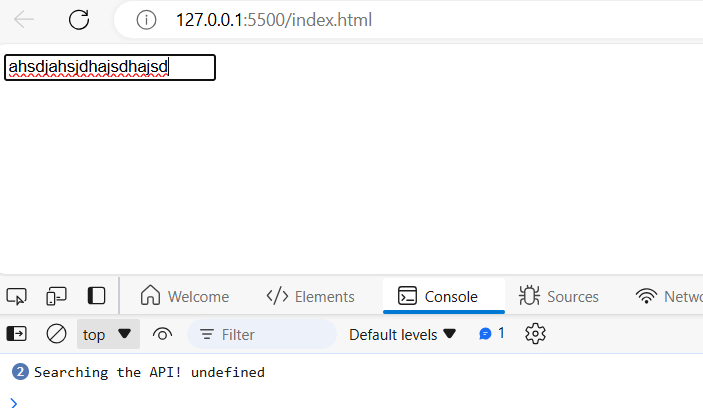 127.0.0.1:5500/index.html
ahsdjahsjdhajsdhajsd
Welcome Elements Console Sources Netwo
top Filter Default levels 1
2 Searching the API! undefined